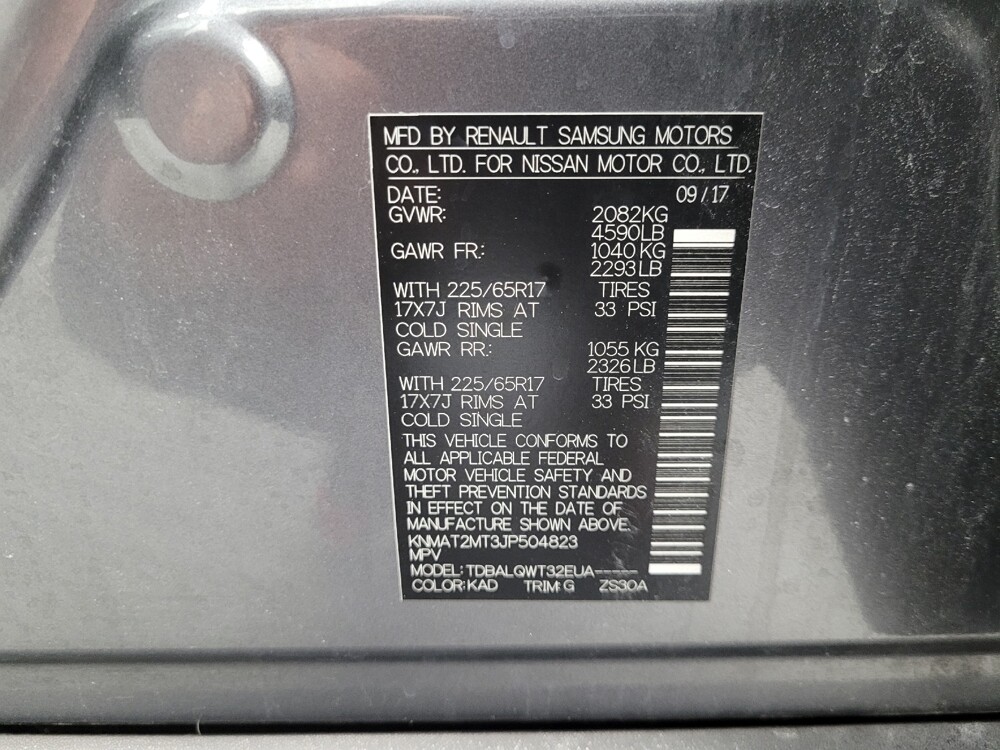 MFD BY RENAULT SAMSUNG MOTORS
CO., LTD. FOR NISSAN MOTOR CO., LTD.
DATE: 09/17
GVWR: 2082KG
4590LB
GAWR FR.: 1040 KG
2293LB
WITH 225/65R17 TIRES
17X7J RIMS AT 33 PSI
COLD SINGLE
GAWR RR.: 1055 KG
2326LB
WITH 225/65R17 TIRES
17X7J RIMS AT 33 PSI
COLD SINGLE
THIS VEHICLE CONFORMS TO
ALL APPLICABLE FEDERAL
MOTOR VEHICLE SAFETY AND
THEFT PREVENTION STANDARDS
IN EFFECT ON THE DATE OF
MANUFACTURE SHOWN ABOVE.
KNMAT2MT3JP504823
MPV
MODEL: TDBALQWT32EUA-----
COLOR: KAD TRIM: G ZS30A